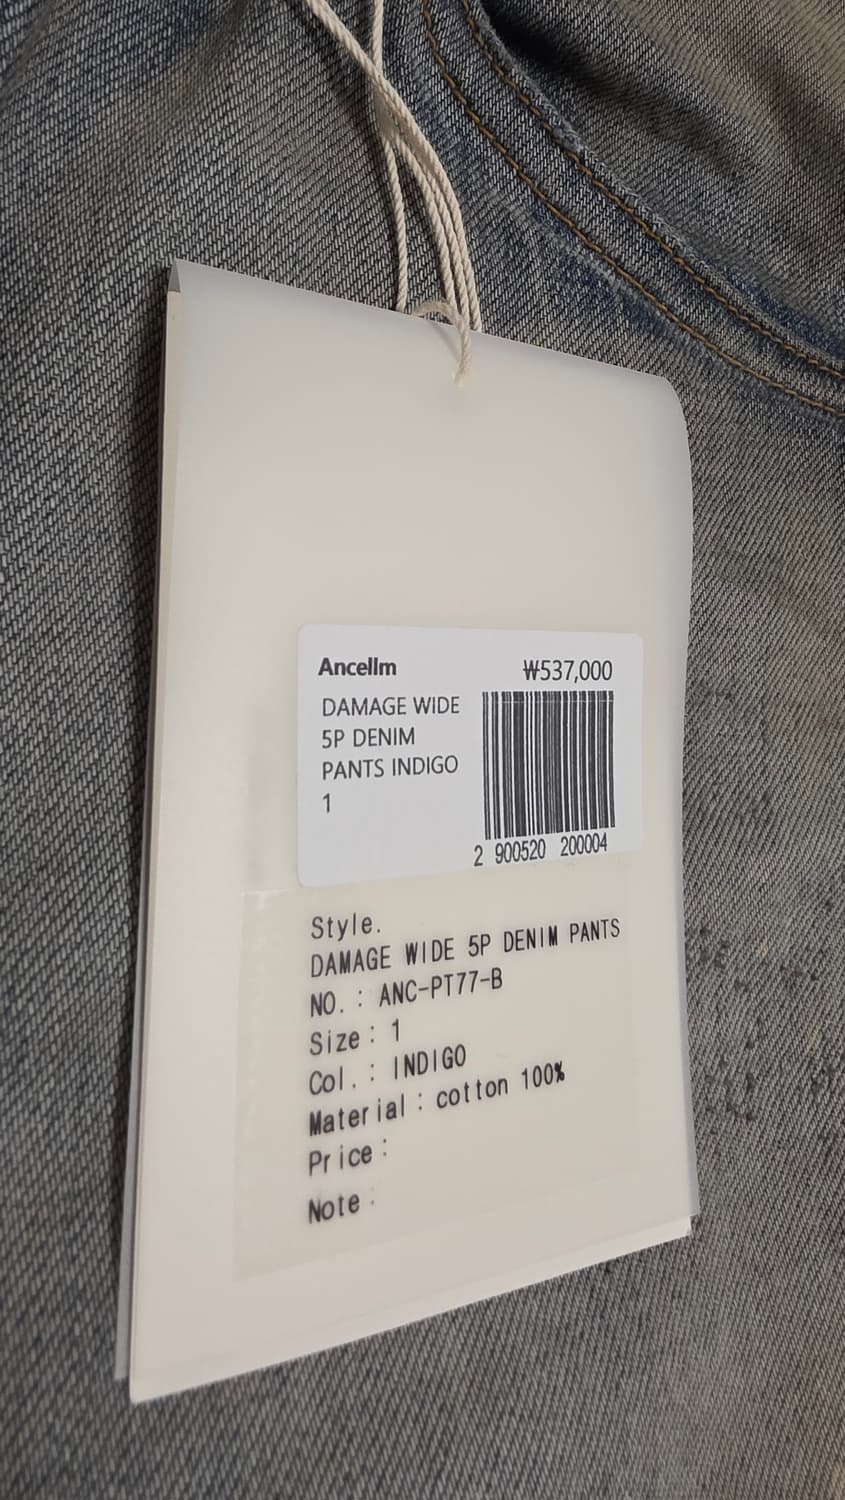 Ancellm
₩537,000
DAMAGE WIDE
5P DENIM
PANTS INDIGO
1
2 900520 200004
Style.
DAMAGE WIDE 5P DENIM PANTS
NO. : ANC-PT77-B
Size : 1
Col. : INDIGO
Material : cotton 100%
Price :
Note :